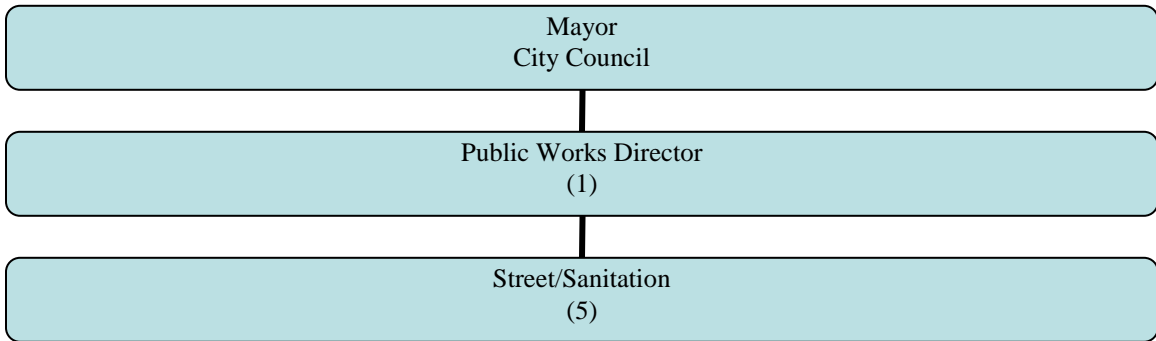 Mayor
City Council
Public Works Director
(1)
Street/Sanitation
(5)